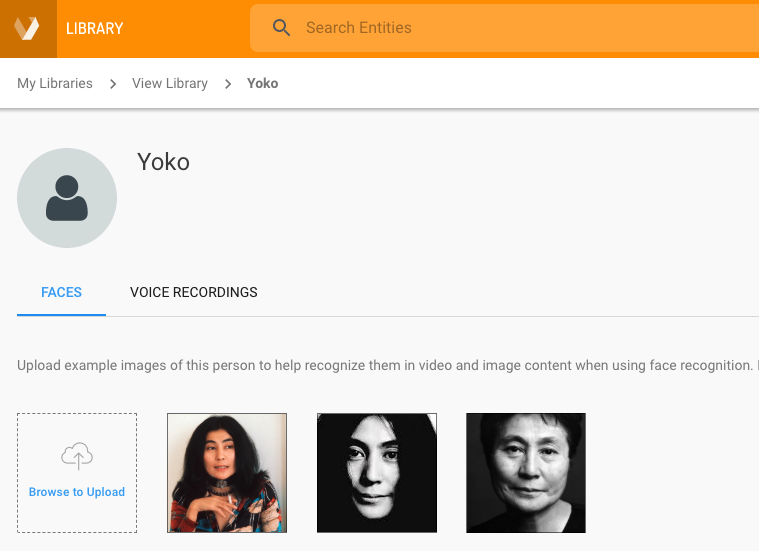 LIBRARY
Search Entities
My Libraries > View Library > Yoko
Yoko
FACES VOICE RECORDINGS
Upload example images of this person to help recognize them in video and image content when using face recognition.
Browse to Upload